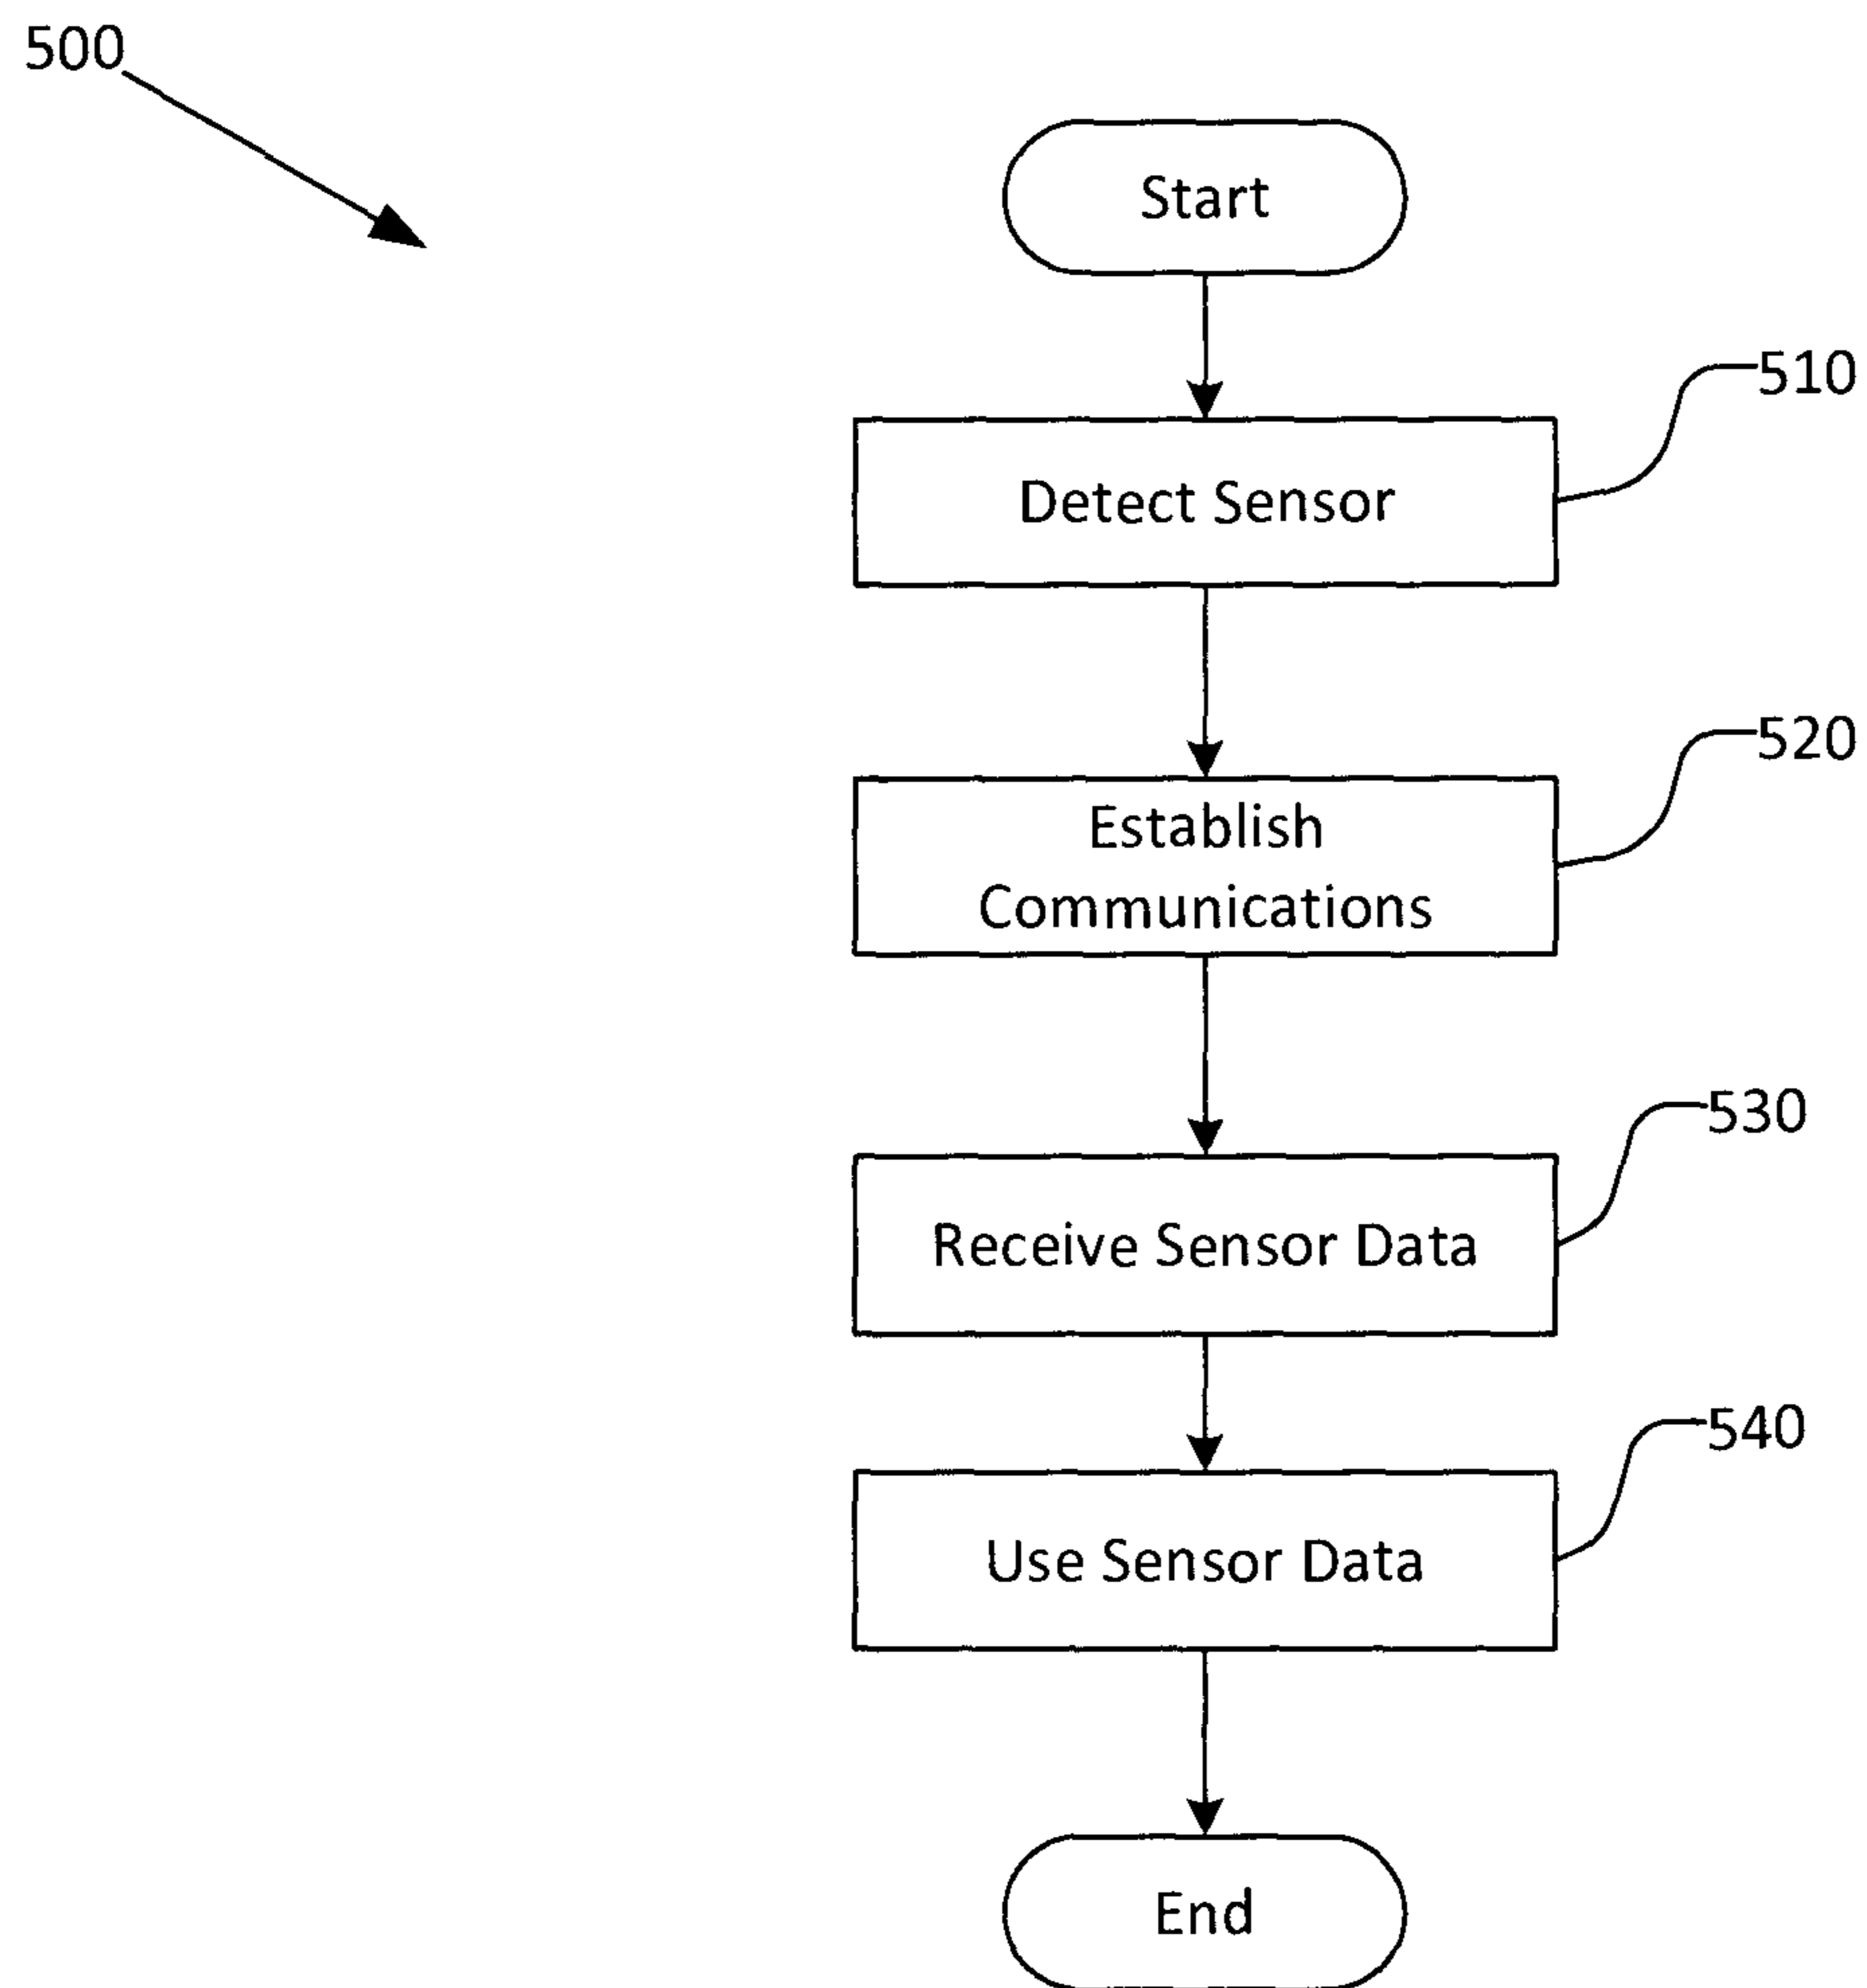 500
Start
510
Detect Sensor
520
Establish
Communications
530
Receive Sensor Data
540
Use Sensor Data
End